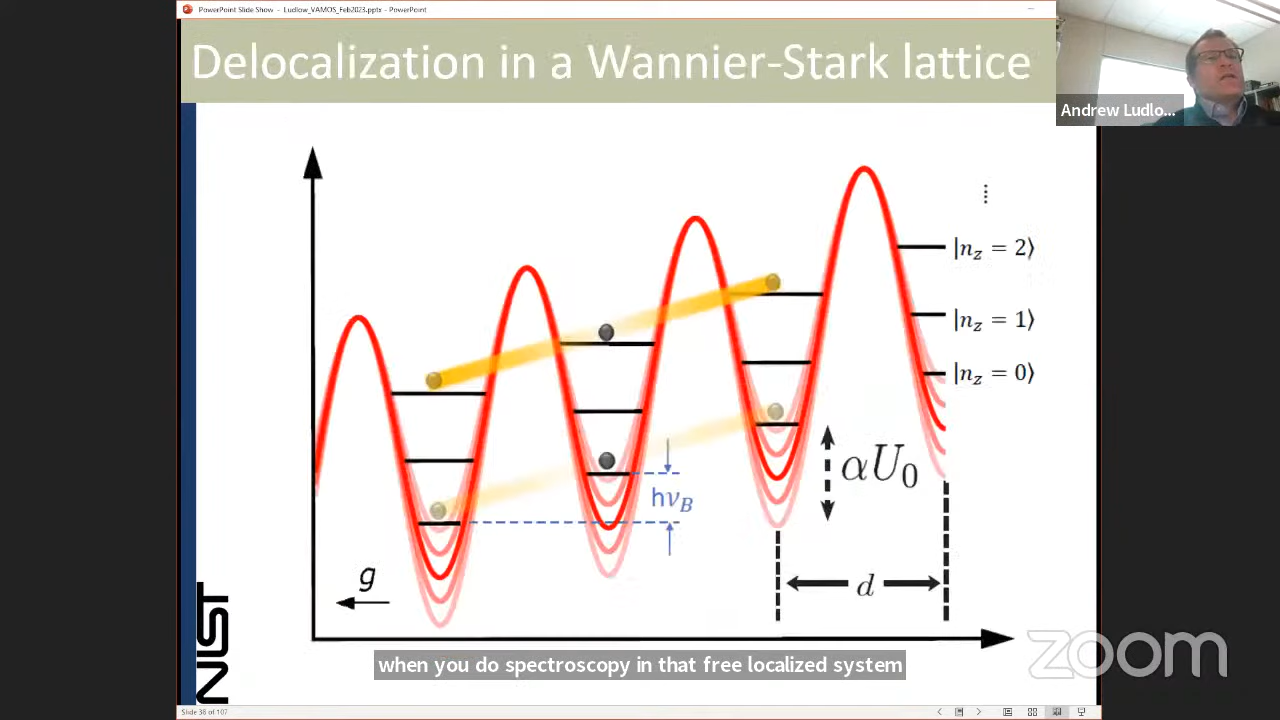 PowerPoint Slide Show - Ludlow_VAMOS_Feb2023.pptx - PowerPoint
Delocalization in a Wannier-Stark lattice
Andrew Ludlo...
|n_z = 2⟩
|n_z = 1⟩
|n_z = 0⟩
αU_0
hν_B
g
d
NIST
when you do spectroscopy in that free localized system
zoom
Slide 38 of 107